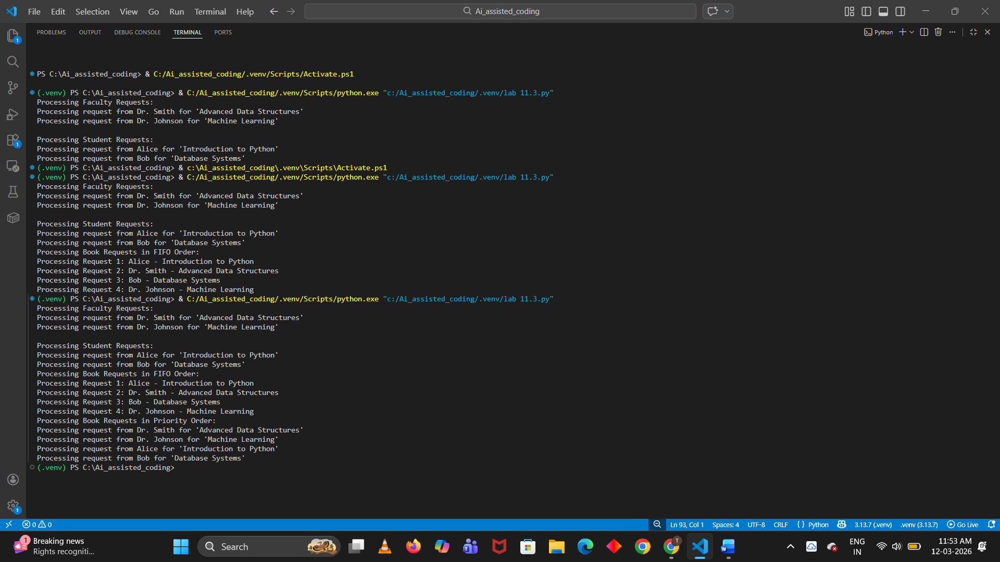 File Edit Selection View Go Run Terminal Help
Ai_assisted_coding
PROBLEMS OUTPUT DEBUG CONSOLE TERMINAL PORTS
Python
PS C:\Ai_assisted_coding> & C:/Ai_assisted_coding/.venv/Scripts/Activate.ps1
(.venv) PS C:\Ai_assisted_coding> & C:/Ai_assisted_coding/.venv/Scripts/python.exe "c:/Ai_assisted_coding/.venv/lab 11.3.py"
Processing Faculty Requests:
Processing request from Dr. Smith for 'Advanced Data Structures'
Processing request from Dr. Johnson for 'Machine Learning'
Processing Student Requests:
Processing request from Alice for 'Introduction to Python'
Processing request from Bob for 'Database Systems'
(.venv) PS C:\Ai_assisted_coding> & c:\Ai_assisted_coding\.venv\Scripts\Activate.ps1
(.venv) PS C:\Ai_assisted_coding> & C:/Ai_assisted_coding/.venv/Scripts/python.exe "c:/Ai_assisted_coding/.venv/lab 11.3.py"
Processing Faculty Requests:
Processing request from Dr. Smith for 'Advanced Data Structures'
Processing request from Dr. Johnson for 'Machine Learning'
Processing Student Requests:
Processing request from Alice for 'Introduction to Python'
Processing request from Bob for 'Database Systems'
Processing Book Requests in FIFO Order:
Processing Request 1: Alice - Introduction to Python
Processing Request 2: Dr. Smith - Advanced Data Structures
Processing Request 3: Bob - Database Systems
Processing Request 4: Dr. Johnson - Machine Learning
(.venv) PS C:\Ai_assisted_coding> & C:/Ai_assisted_coding/.venv/Scripts/python.exe "c:/Ai_assisted_coding/.venv/lab 11.3.py"
Processing Faculty Requests:
Processing request from Dr. Smith for 'Advanced Data Structures'
Processing request from Dr. Johnson for 'Machine Learning'
Processing Student Requests:
Processing request from Alice for 'Introduction to Python'
Processing request from Bob for 'Database Systems'
Processing Book Requests in FIFO Order:
Processing Request 1: Alice - Introduction to Python
Processing Request 2: Dr. Smith - Advanced Data Structures
Processing Request 3: Bob - Database Systems
Processing Request 4: Dr. Johnson - Machine Learning
Processing Book Requests in Priority Order:
Processing request from Dr. Smith for 'Advanced Data Structures'
Processing request from Dr. Johnson for 'Machine Learning'
Processing request from Alice for 'Introduction to Python'
Processing request from Bob for 'Database Systems'
(.venv) PS C:\Ai_assisted_coding>
1
1
1
0 0 Ln 93, Col 1 Spaces: 4 UTF-8 CRLF { } Python 3.13.7 (.venv) .venv (3.13.7) Go Live
1 Breaking news
Rights recogniti...
Search
T
ENG
IN
11:53 AM
12-03-2026